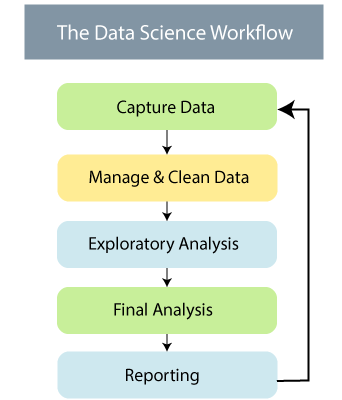 The Data Science Workflow
Capture Data
Manage & Clean Data
Exploratory Analysis
Final Analysis
Reporting